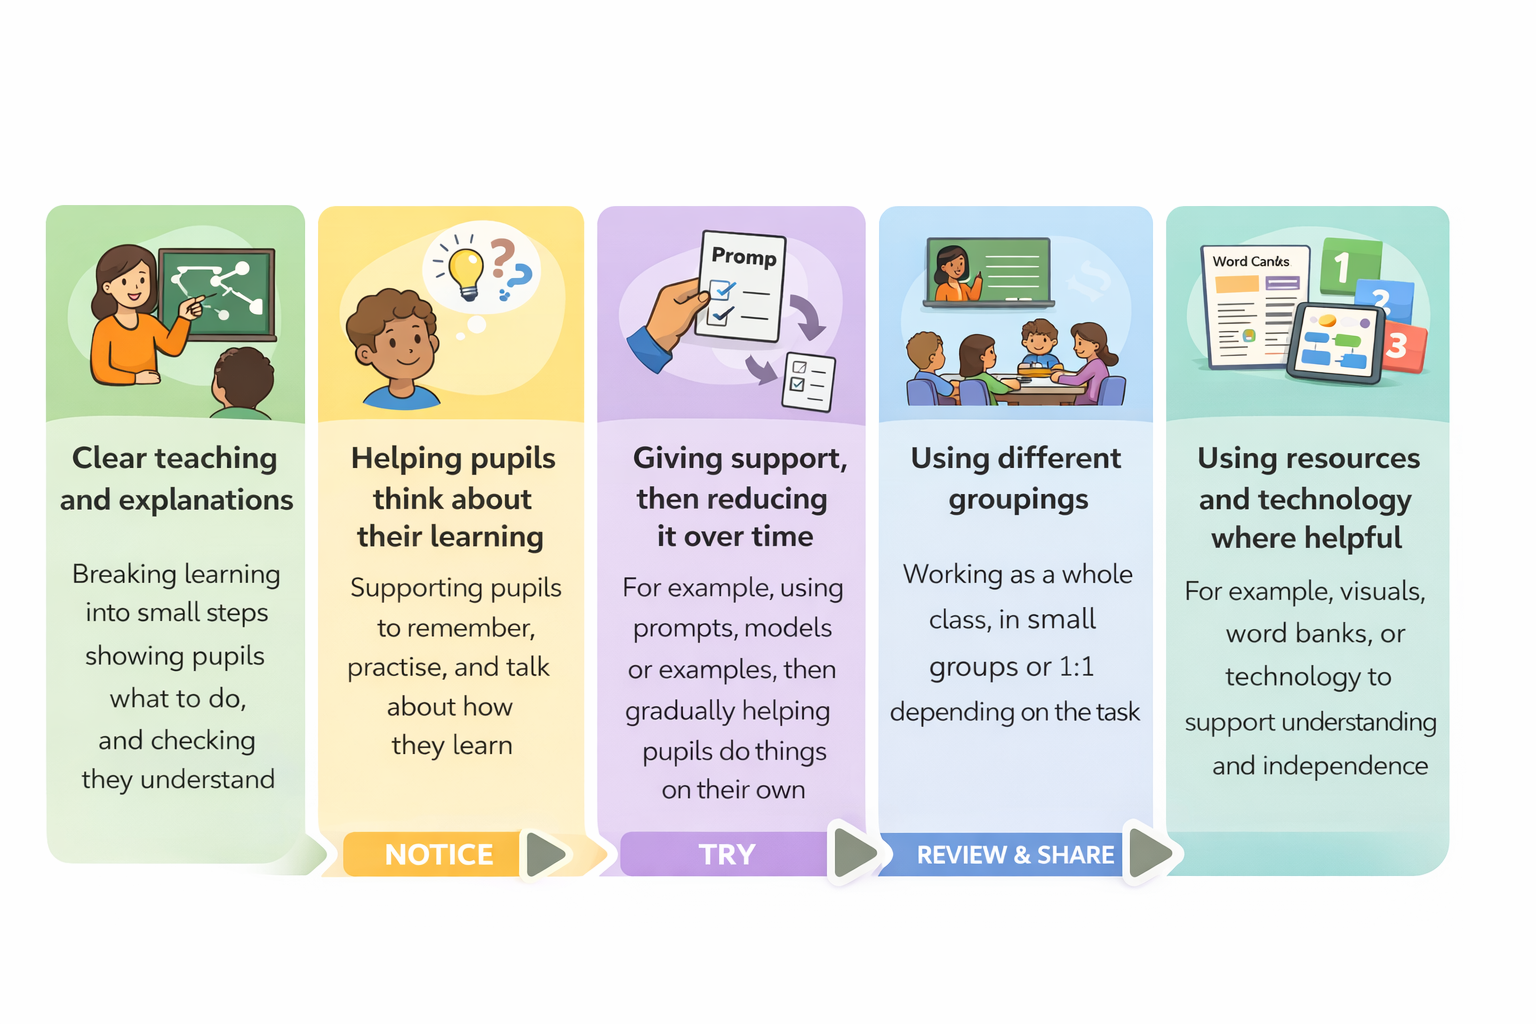 Clear teaching
and explanations
Breaking learning
into small steps
showing pupils
what to do,
and checking
they understand
Helping pupils
think about
their learning
Supporting pupils
to remember,
practise, and talk
about how
they learn
NOTICE
Promp
Giving support,
then reducing
it over time
For example, using
prompts, models
or examples, then
gradually helping
pupils do things
on their own
TRY
Using different
groupings
Working as a whole
class, in small
groups or 1:1
depending on the task
REVIEW & SHARE
Word Canks
1
2
3
Using resources
and technology
where helpful
For example, visuals,
word banks, or
technology to
support understanding
and independence